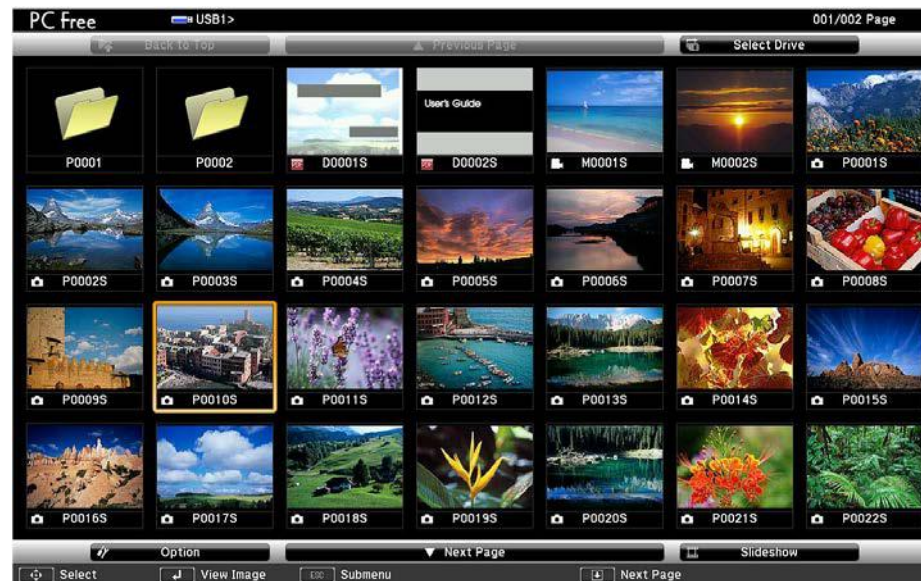 PC Free USB1> 001/002 Page
Back to Top Previous Page Select Drive
User's Guide
P0001 P0002 D0001S D0002S M0001S M0002S P0001S
P0002S P0003S P0004S P0005S P0006S P0007S P0008S
P0009S P0010S P0011S P0012S P0013S P0014S P0015S
P0016S P0017S P0018S P0019S P0020S P0021S P0022S
Option Next Page Slideshow
Select View Image ESC Submenu Next Page